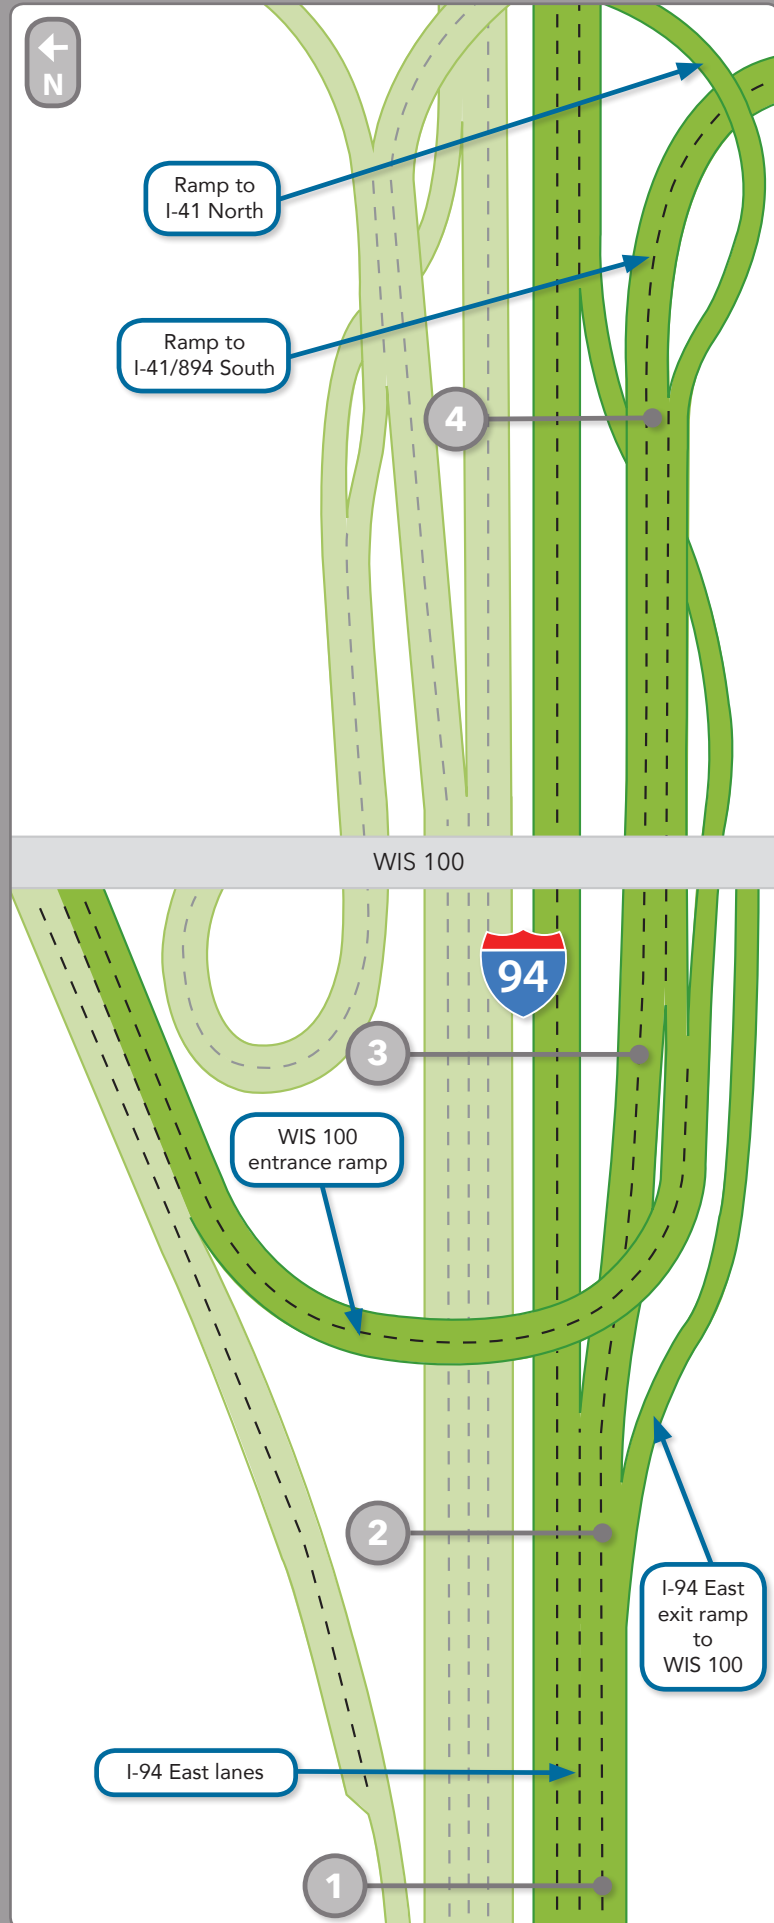 N
Ramp to
I-41 North
Ramp to
I-41/894 South
4
WIS 100
94
3
WIS 100
entrance ramp
2
I-94 East
exit ramp
to
WIS 100
I-94 East lanes
1